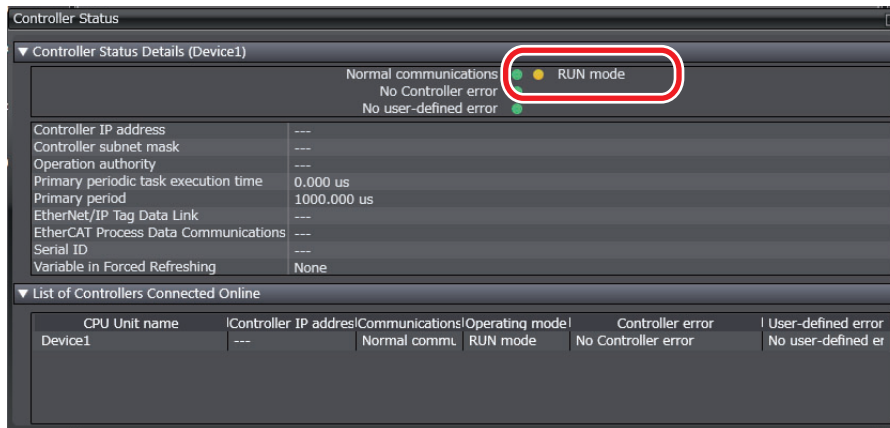 Controller Status
Controller Status Details (Device1)
Normal communications RUN mode
No Controller error
No user-defined error
Controller IP address ---
Controller subnet mask ---
Operation authority ---
Primary periodic task execution time 0.000 us
Primary period 1000.000 us
EtherNet/IP Tag Data Link ---
EtherCAT Process Data Communications ---
Serial ID ---
Variable in Forced Refreshing None
List of Controllers Connected Online
CPU Unit name Controller IP addres Communications Operating mode Controller error User-defined error
Device1 --- Normal commu RUN mode No Controller error No user-defined er